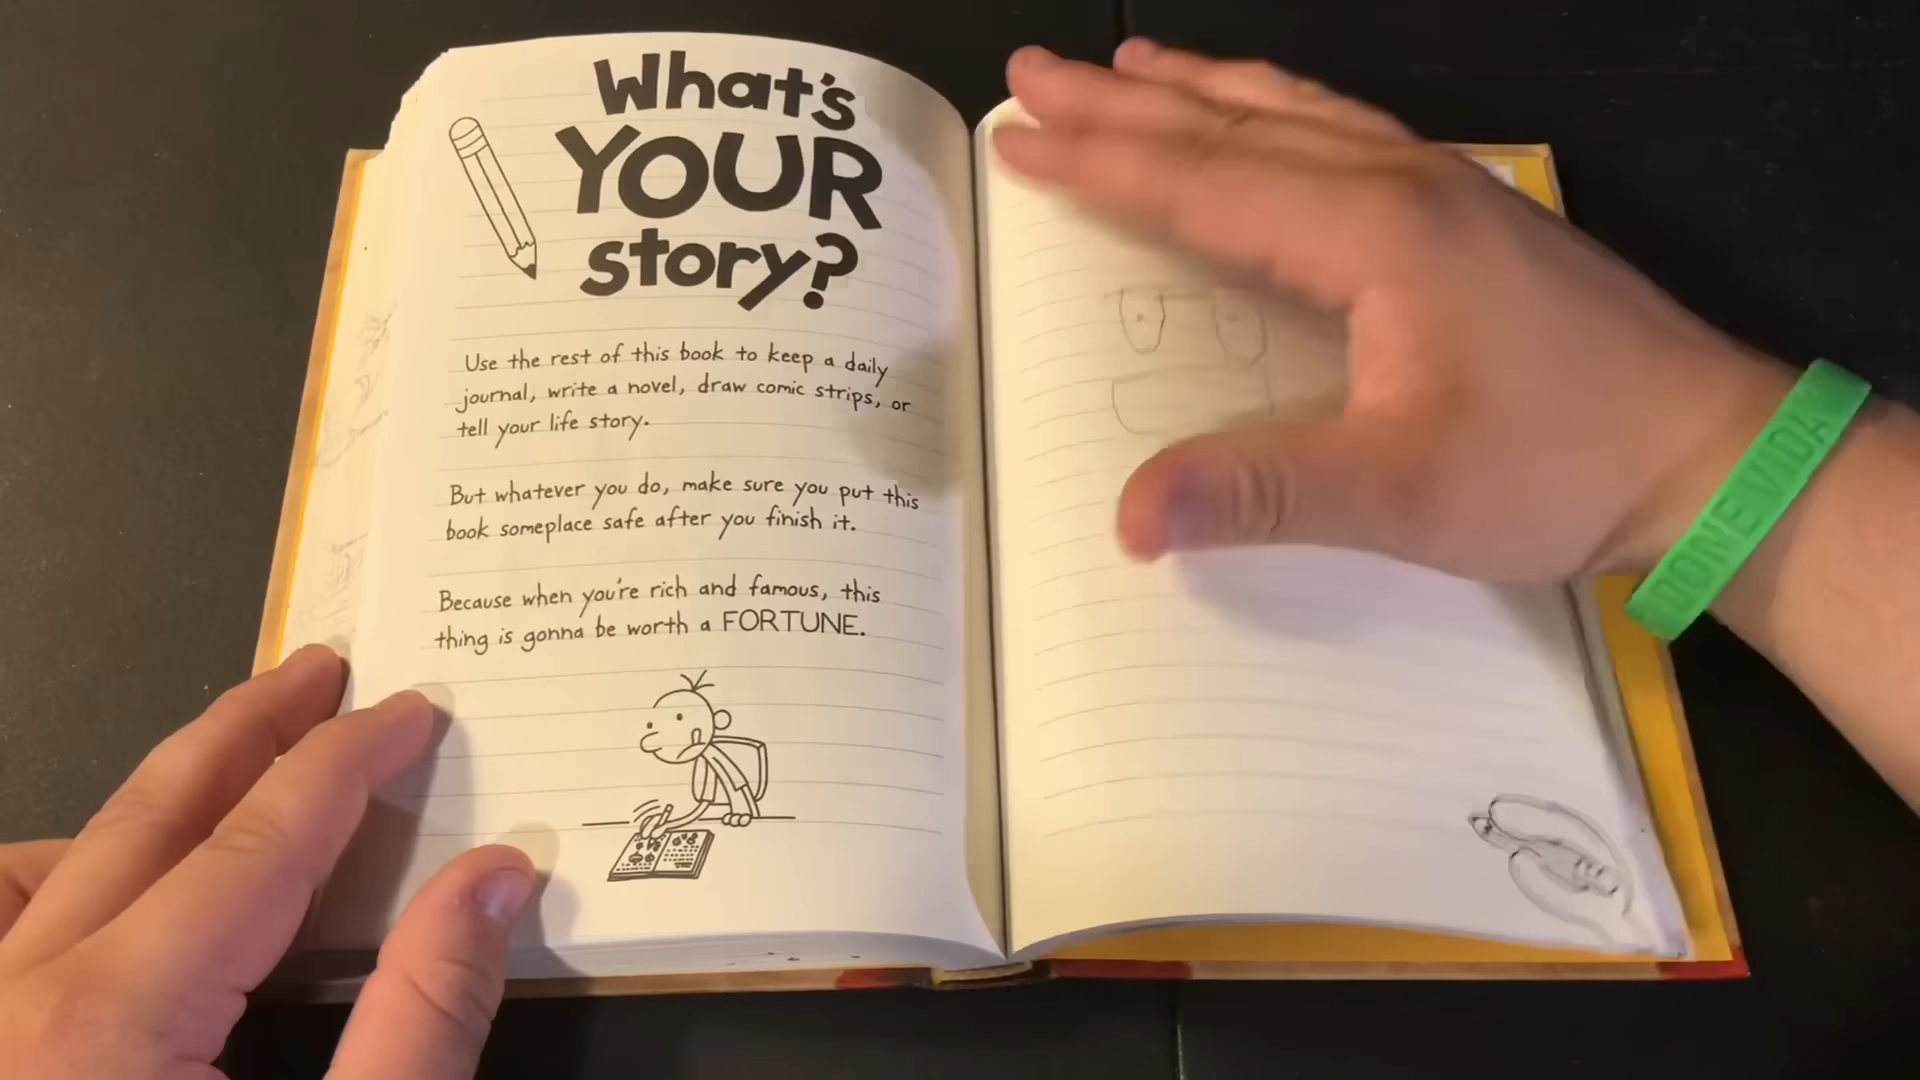 What's
YOUR
story?
Use the rest of this book to keep a daily
journal, write a novel, draw comic strips, or
tell your life story.
But whatever you do, make sure you put this
book someplace safe after you finish it.
Because when you're rich and famous, this
thing is gonna be worth a FORTUNE.
DONE VIDA